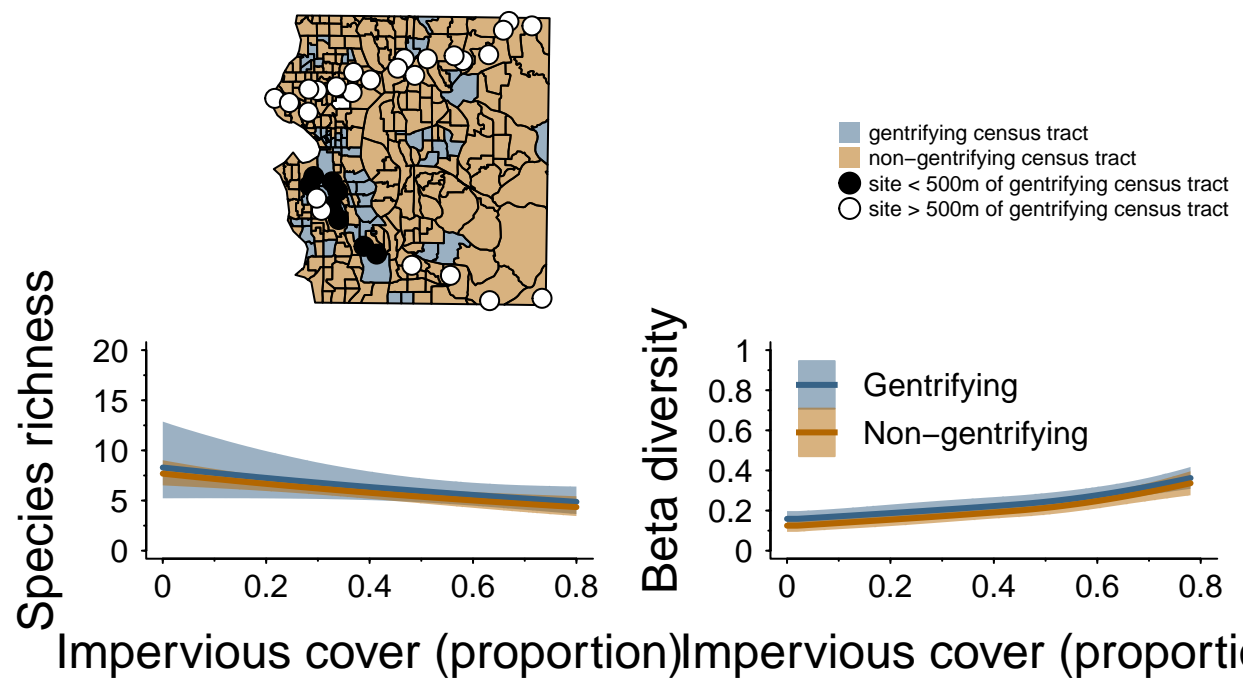 gentrifying census tract
non−gentrifying census tract
site < 500m of gentrifying census tract
site > 500m of gentrifying census tract
Species richness
20
15
10
5
0
0
0.2
0.4
0.6
0.8
Impervious cover (proportion)
Beta diversity
1
0.8
0.6
0.4
0.2
0
Gentrifying
Non−gentrifying
0
0.2
0.4
0.6
0.8
Impervious cover (proporti